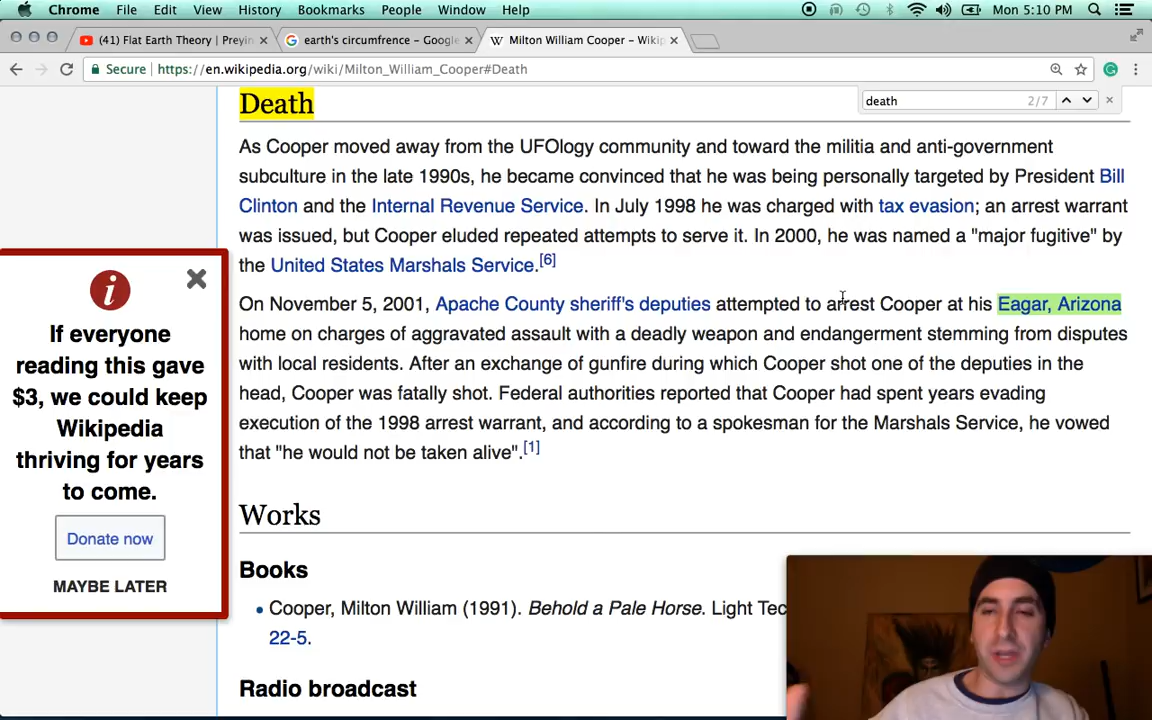 Chrome File Edit View History Bookmarks People Window Help Mon 5:10 PM
(41) Flat Earth Theory | Preyin earth's circumfrence - Google Milton William Cooper – Wikip
Secure https://en.wikipedia.org/wiki/Milton_William_Cooper#Death
death 2/7
Death
As Cooper moved away from the UFOlogy community and toward the militia and anti-government
subculture in the late 1990s, he became convinced that he was being personally targeted by President Bill
Clinton and the Internal Revenue Service. In July 1998 he was charged with tax evasion; an arrest warrant
was issued, but Cooper eluded repeated attempts to serve it. In 2000, he was named a "major fugitive" by
the United States Marshals Service.[6]
On November 5, 2001, Apache County sheriff's deputies attempted to arrest Cooper at his Eagar, Arizona
home on charges of aggravated assault with a deadly weapon and endangerment stemming from disputes
with local residents. After an exchange of gunfire during which Cooper shot one of the deputies in the
head, Cooper was fatally shot. Federal authorities reported that Cooper had spent years evading
execution of the 1998 arrest warrant, and according to a spokesman for the Marshals Service, he vowed
that "he would not be taken alive".[1]
Works
Books
Cooper, Milton William (1991). Behold a Pale Horse. Light Tec
22-5.
Radio broadcast
i
If everyone
reading this gave
$3, we could keep
Wikipedia
thriving for years
to come.
Donate now
MAYBE LATER